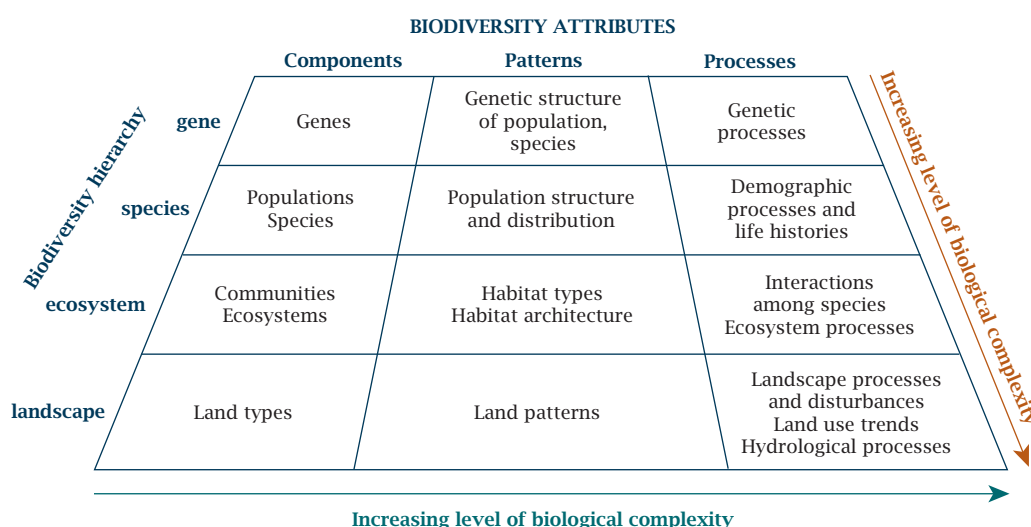 BIODIVERSITY ATTRIBUTES
Components
Patterns
Processes
Biodiversity hierarchy
gene
Genes
Genetic structure
of population,
species
Genetic
processes
species
Populations
Species
Population structure
and distribution
Demographic
processes and
life histories
ecosystem
Communities
Ecosystems
Habitat types
Habitat architecture
Interactions
among species
Ecosystem processes
landscape
Land types
Land patterns
Landscape processes
and disturbances
Land use trends
Hydrological processes
Increasing level of biological complexity
Increasing level of biological complexity